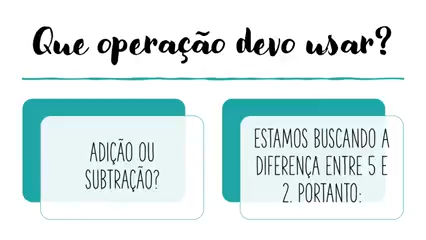 Que operação devo usar?
ADIÇÃO OU
SUBTRAÇÃO?
ESTAMOS BUSCANDO A
DIFERENÇA ENTRE 5 E
2. PORTANTO: